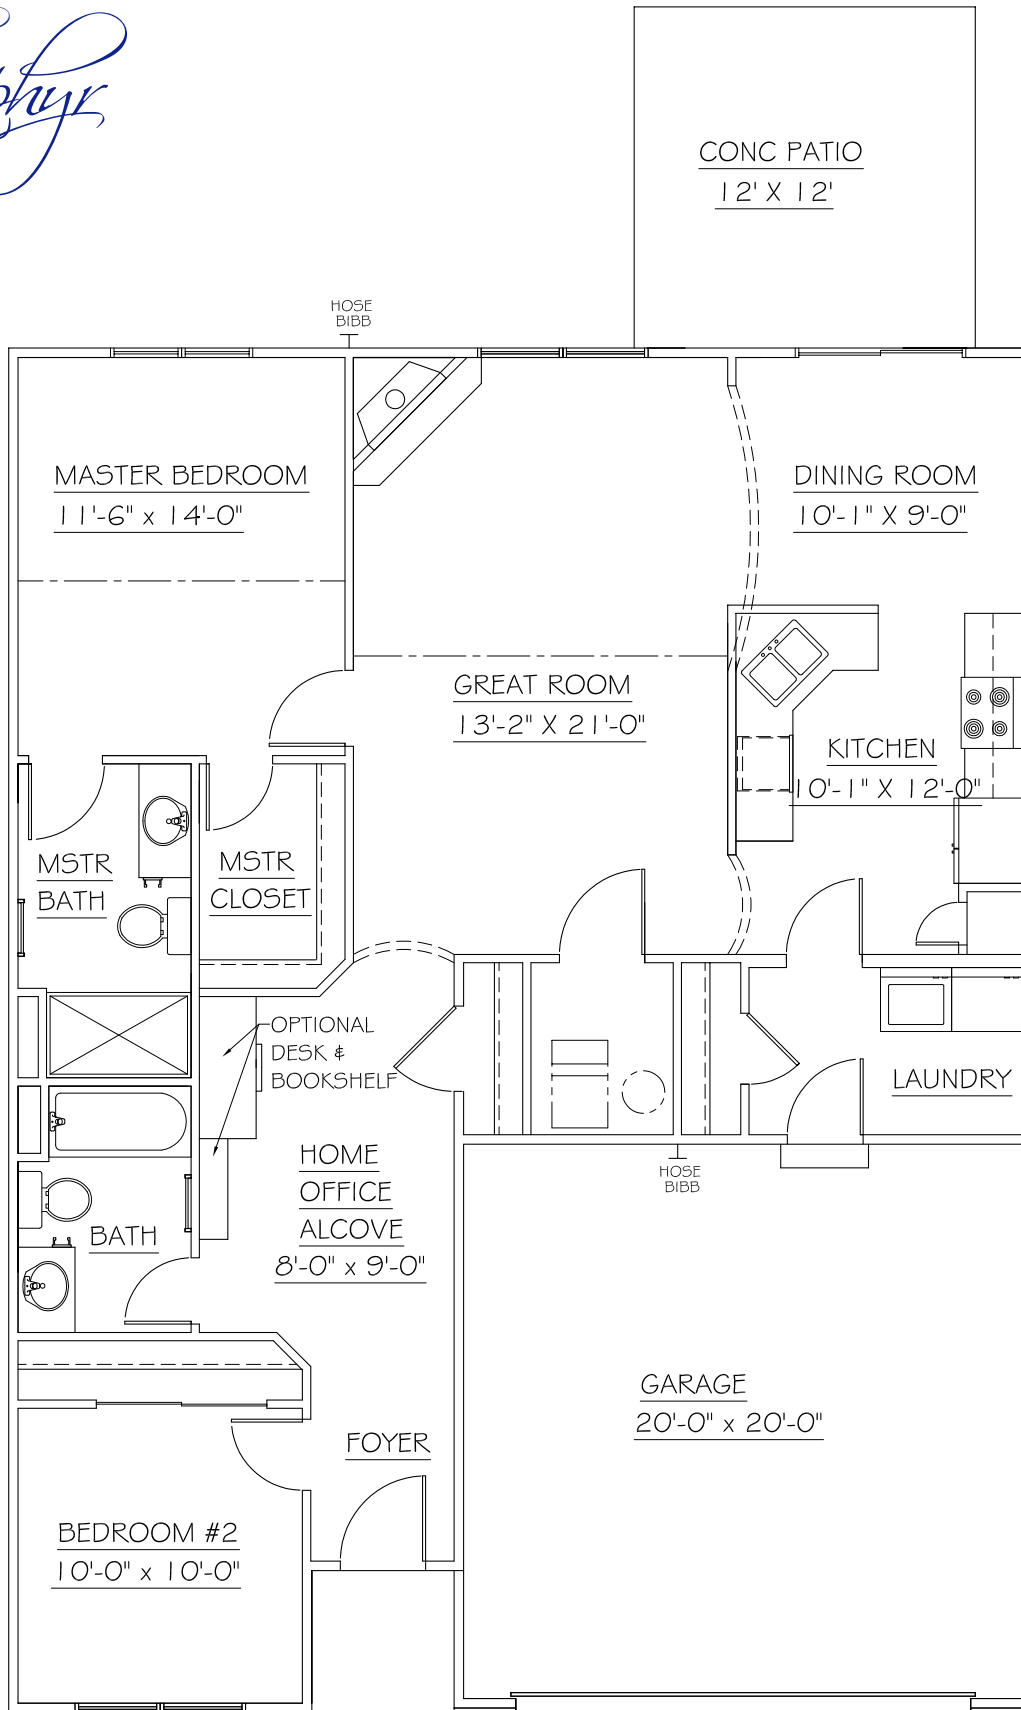 CONC PATIO
12' X 12'
HOSE
BIBB
MASTER BEDROOM
11'-6" x 14'-0"
DINING ROOM
10'-1" X 9'-0"
GREAT ROOM
13'-2" X 21'-0"
KITCHEN
10'-1" X 12'-0"
MSTR
BATH
MSTR
CLOSET
OPTIONAL
DESK &
BOOKSHELF
LAUNDRY
HOME
OFFICE
ALCOVE
8'-0" x 9'-0"
HOSE
BIBB
BATH
GARAGE
20'-0" x 20'-0"
FOYER
BEDROOM #2
10'-0" x 10'-0"